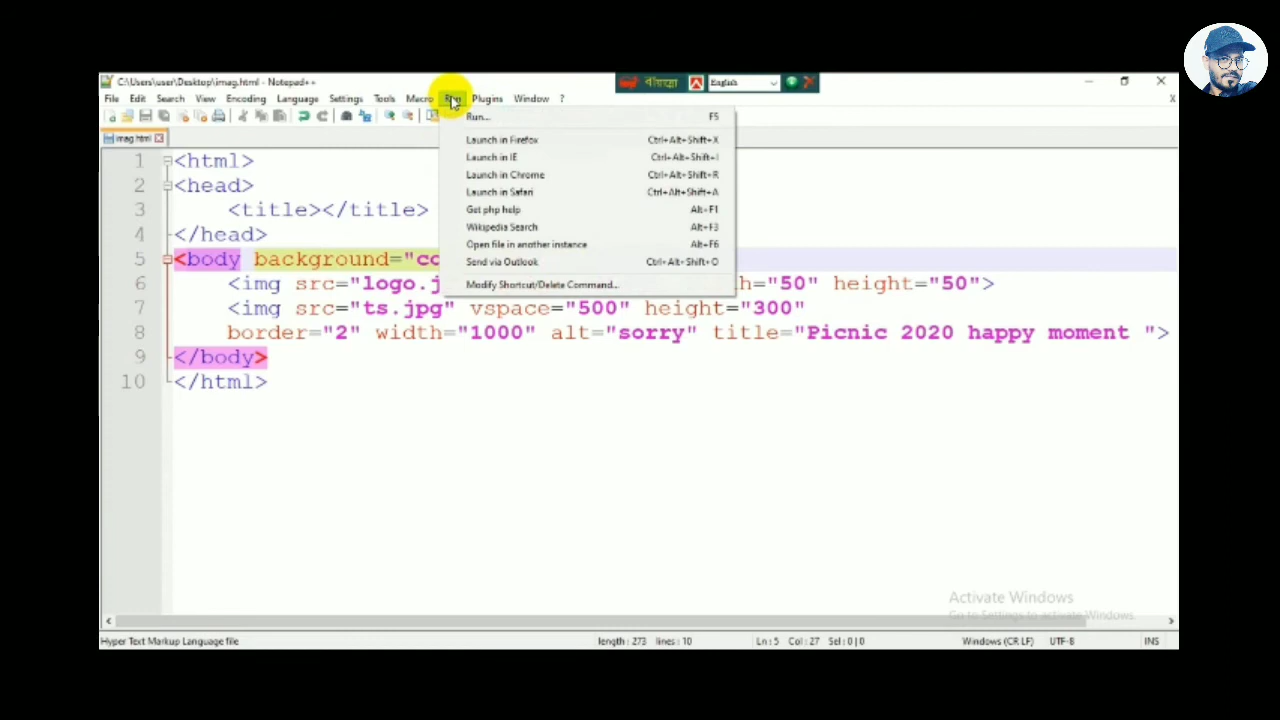 C:\Users\user\Desktop\imag.html - Notepad++
English
File Edit Search View Encoding Language Settings Tools Macro Run Plugins Window ?
X
imag.html
Run... F5
Launch in Firefox Ctrl+Alt+Shift+X
Launch in IE Ctrl+Alt+Shift+I
Launch in Chrome Ctrl+Alt+Shift+R
Launch in Safari Ctrl+Alt+Shift+A
Get php help Alt+F1
Wikipedia Search Alt+F3
Open file in another instance Alt+F6
Send via Outlook Ctrl+Alt+Shift+O
Modify Shortcut/Delete Command...
1 <html>
2 <head>
3 <title></title>
4 </head>
5 <body background="co
6 <img src="logo.j h="50" height="50">
7 <img src="ts.jpg" vspace="500" height="300"
8 border="2" width="1000" alt="sorry" title="Picnic 2020 happy moment ">
9 </body>
10 </html>
Activate Windows
Go to Settings to activate Windows.
Hyper Text Markup Language file length : 273 lines : 10 Ln : 5 Col : 27 Sel : 0 | 0 Windows (CR LF) UTF-8 INS